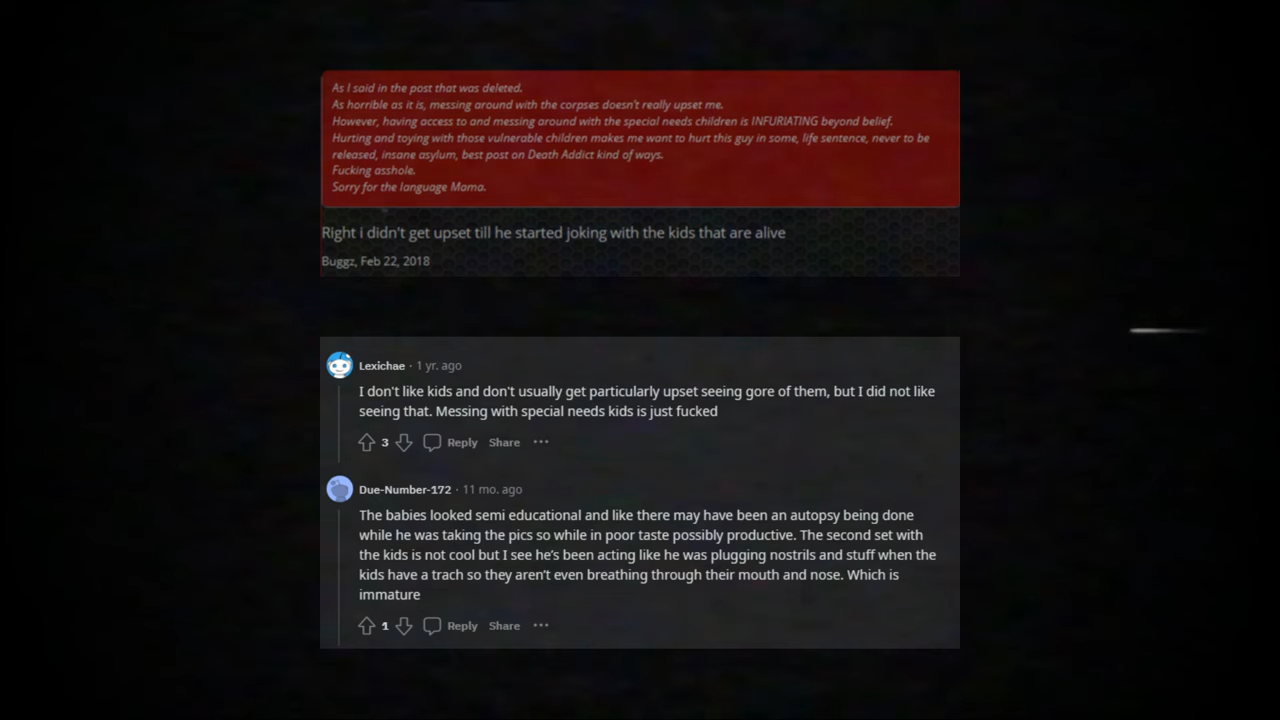 As I said in the post that was deleted.
As horrible as it is, messing around with the corpses doesn't really upset me.
However, having access to and messing around with the special needs children is INFURIATING beyond belief.
Hurting and toying with those vulnerable children makes me want to hurt this guy in some, life sentence, never to be
released, insane asylum, best post on Death Addict kind of ways.
Fucking asshole.
Sorry for the language Mama.
Right i didn't get upset till he started joking with the kids that are alive
Buggz, Feb 22, 2018
Lexichae · 1 yr. ago
I don't like kids and don't usually get particularly upset seeing gore of them, but I did not like
seeing that. Messing with special needs kids is just fucked
3 Reply Share ···
Due-Number-172 · 11 mo. ago
The babies looked semi educational and like there may have been an autopsy being done
while he was taking the pics so while in poor taste possibly productive. The second set with
the kids is not cool but I see he's been acting like he was plugging nostrils and stuff when the
kids have a trach so they aren't even breathing through their mouth and nose. Which is
immature
1 Reply Share ···